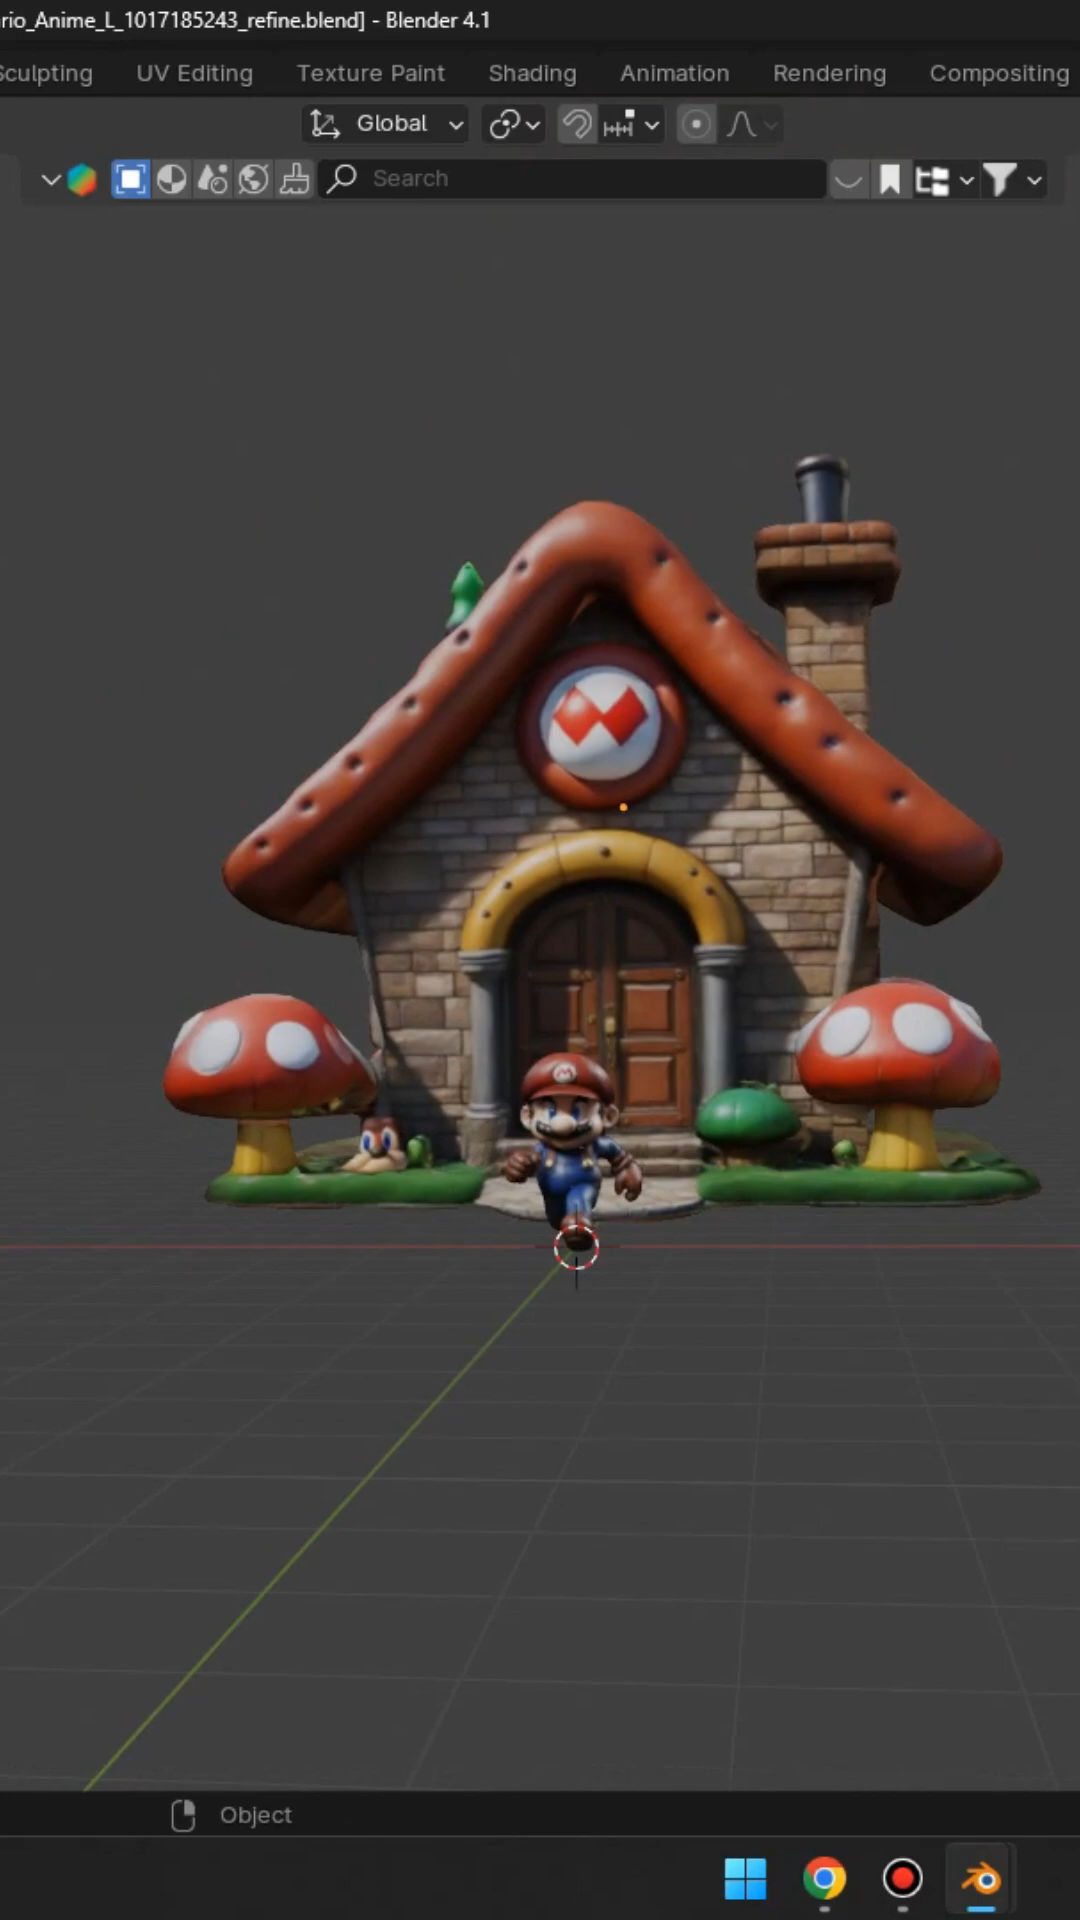 rio_Anime_L_1017185243_refine.blend] - Blender 4.1
Sculpting UV Editing Texture Paint Shading Animation Rendering Compositing
Global
Search
M
Object